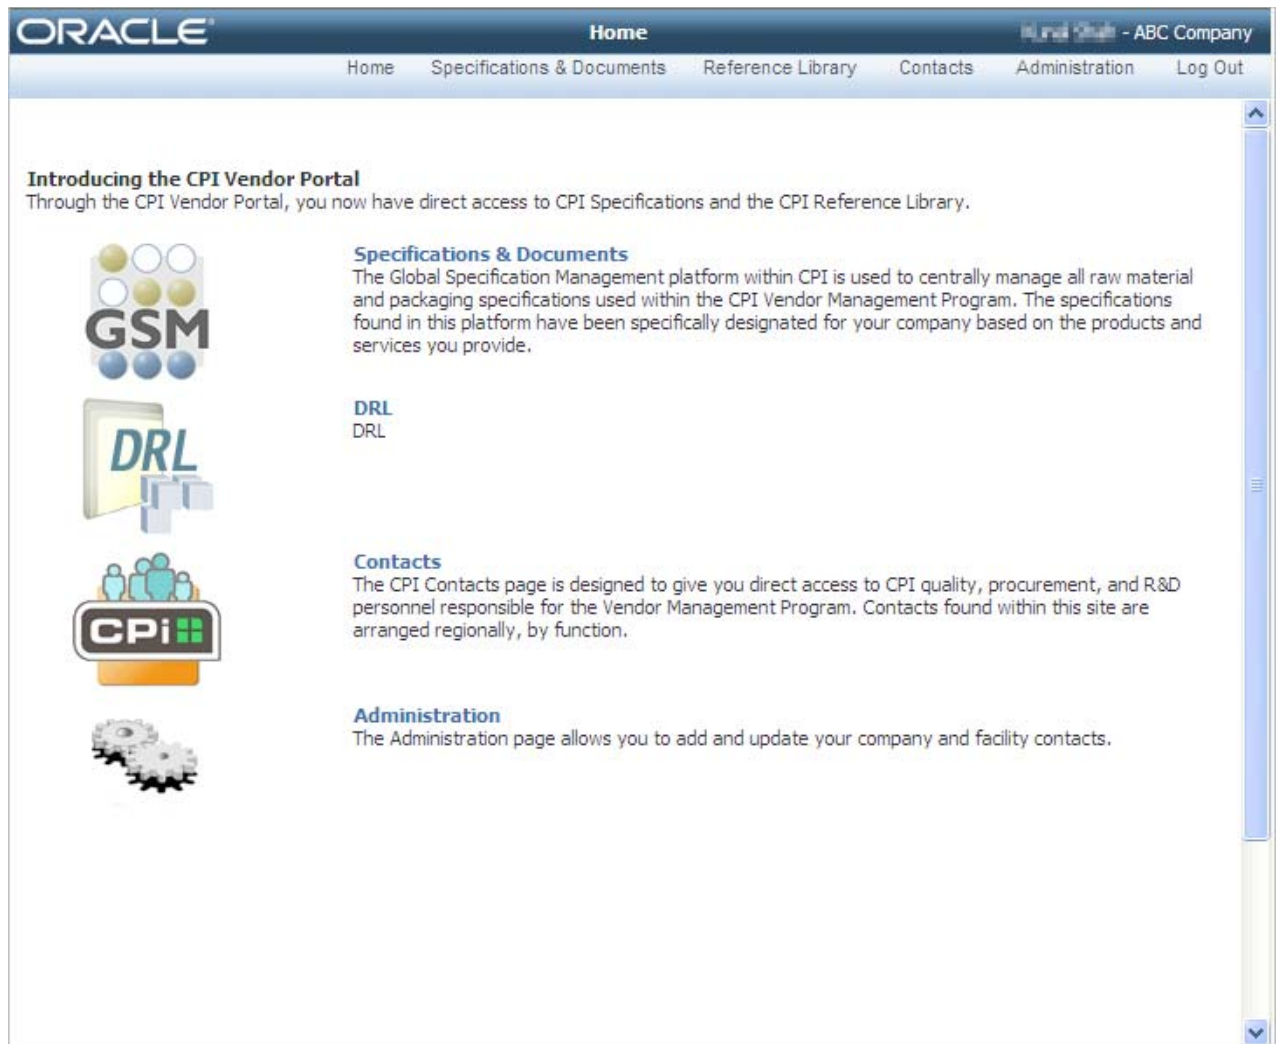 ORACLE
Home
- ABC Company
Home Specifications & Documents Reference Library Contacts Administration Log Out
Introducing the CPI Vendor Portal
Through the CPI Vendor Portal, you now have direct access to CPI Specifications and the CPI Reference Library.
GSM
Specifications & Documents
The Global Specification Management platform within CPI is used to centrally manage all raw material
and packaging specifications used within the CPI Vendor Management Program. The specifications
found in this platform have been specifically designated for your company based on the products and
services you provide.
DRL
DRL
DRL
CPi
Contacts
The CPI Contacts page is designed to give you direct access to CPI quality, procurement, and R&D
personnel responsible for the Vendor Management Program. Contacts found within this site are
arranged regionally, by function.
Administration
The Administration page allows you to add and update your company and facility contacts.